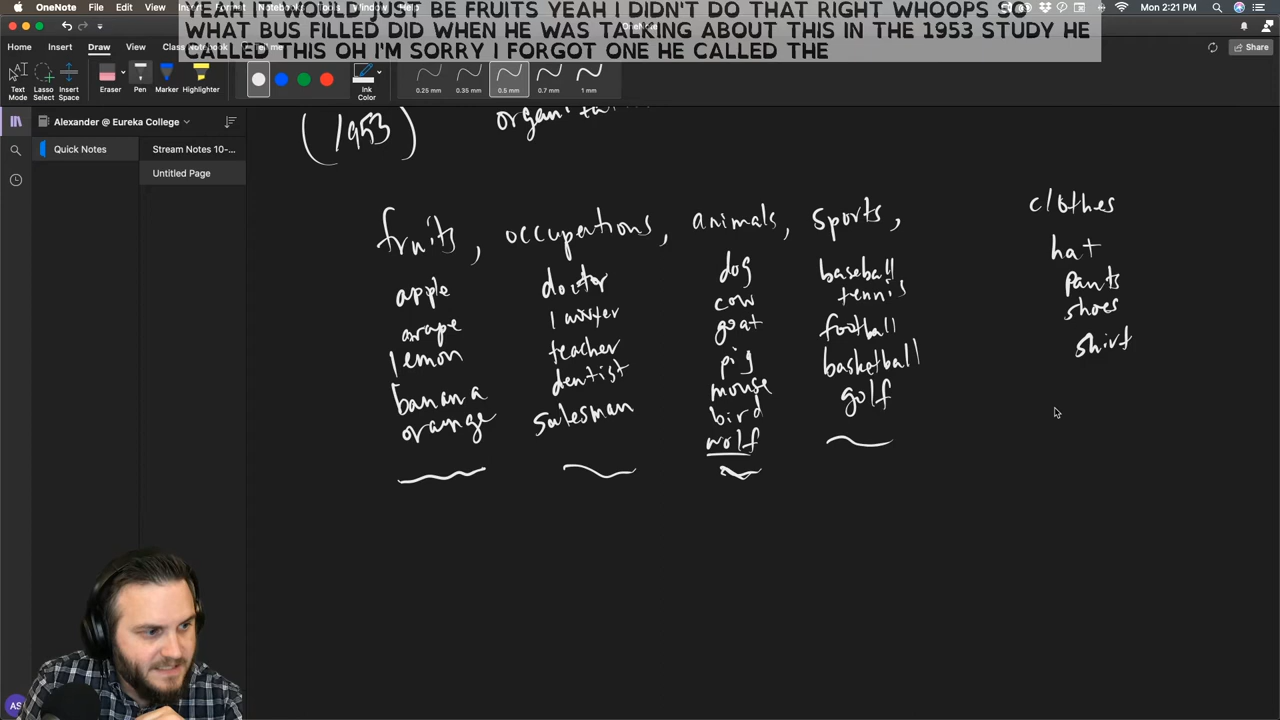 YEAH IT WOULD JUST BE FRUITS YEAH I DIDN'T DO THAT RIGHT WHOOPS SO
WHAT BUS FILLED DID WHEN HE WAS TALKING ABOUT THIS IN THE 1953 STUDY HE
CALLED THIS OH I'M SORRY I FORGOT ONE HE CALLED THE
OneNote File Edit View Mon 2:21 PM
Home Insert Draw Share
Text Mode
Lasso Select
Insert Space
Eraser
Pen
Marker
Highlighter
Ink Color
0.25 mm
0.35 mm
0.5 mm
0.7 mm
1 mm
Alexander @ Eureka College
Quick Notes
Stream Notes 10-...
Untitled Page
(1953)
fruits, occupations, animals, sports,
apple
grape
lemon
banana
orange
doctor
lawyer
teacher
dentist
salesman
dog
cow
goat
pig
mouse
bird
wolf
baseball
tennis
football
basketball
golf
clothes
hat
pants
shoes
shirt
AS